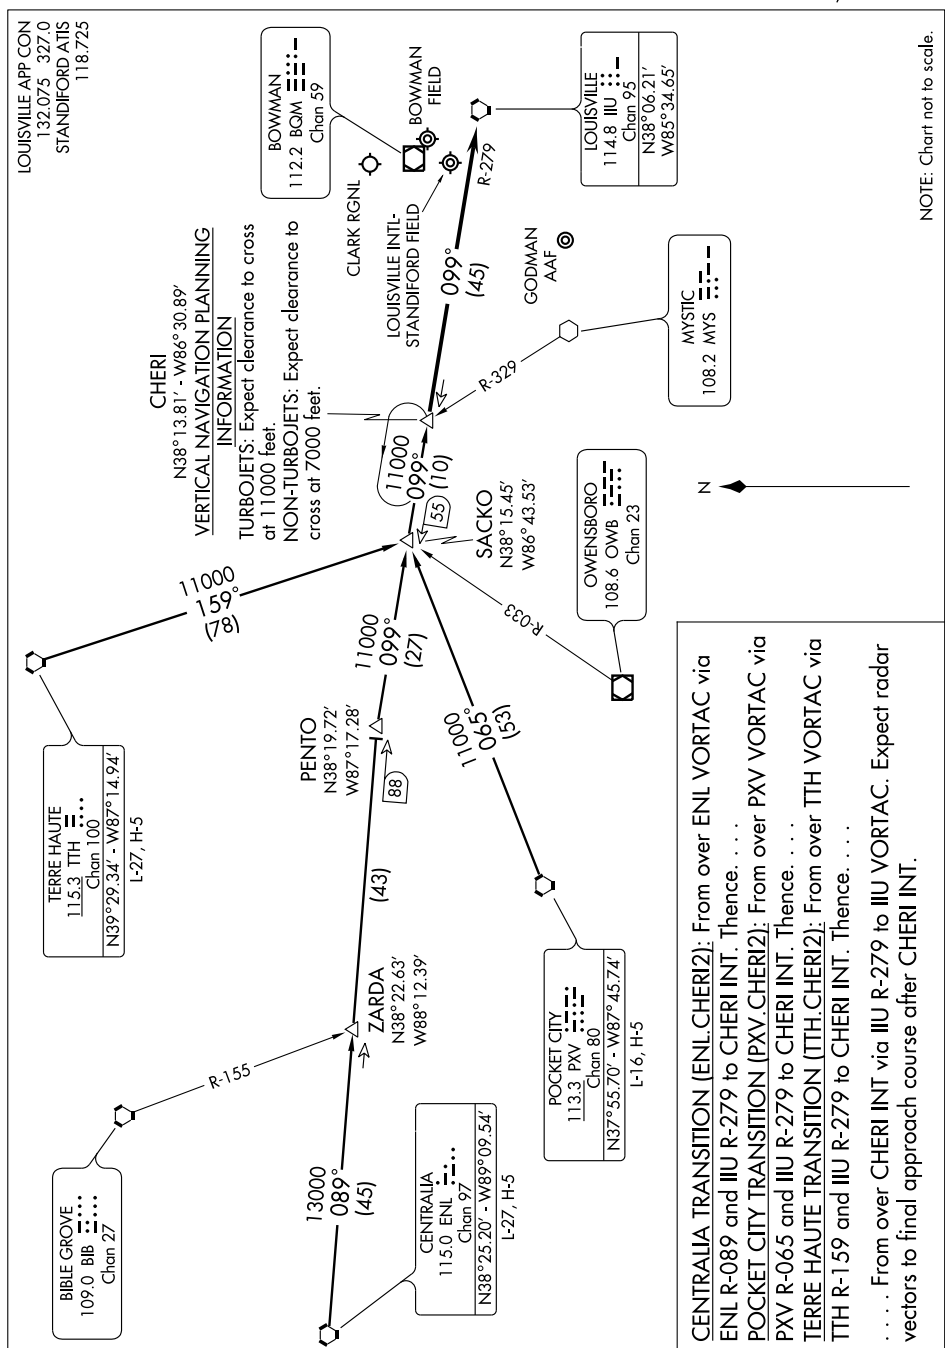 LOUISVILLE APP CON
132.075 327.0
STANDIFORD ATIS
118.725
BOWMAN
112.2 BQM
Chan 59
BOWMAN
FIELD
CLARK RGNL
LOUISVILLE INTL-
STANDIFORD FIELD
LOUISVILLE
114.8 IIU
Chan 95
N38°06.21'
W85°34.65'
R-279
099°
(45)
GODMAN
AAF
CHERI
N38°13.81' - W86°30.89'
VERTICAL NAVIGATION PLANNING
INFORMATION
TURBOJETS: Expect clearance to cross
at 11000 feet.
NON-TURBOJETS: Expect clearance to
cross at 7000 feet.
MYSTIC
108.2 MYS
R-329
11000
099°
(10)
55
SACKO
N38°15.45'
W86°43.53'
OWENSBORO
108.6 OWB
Chan 23
R-033
N
11000
159°
(78)
TERRE HAUTE
115.3 TTH
Chan 100
N39°29.34' - W87°14.94'
L-27, H-5
11000
099°
(27)
PENTO
N38°19.72'
W87°17.28'
88
11000
065°
(53)
POCKET CITY
113.3 PXV
Chan 80
N37°55.70' - W87°45.74'
L-16, H-5
(43)
ZARDA
N38°22.63'
W88°12.39'
R-155
BIBLE GROVE
109.0 BIB
Chan 27
13000
089°
(45)
CENTRALIA
115.0 ENL
Chan 97
N38°25.20' - W89°09.54'
L-27, H-5
NOTE: Chart not to scale.
CENTRALIA TRANSITION (ENL.CHERI2): From over ENL VORTAC via
ENL R-089 and IIU R-279 to CHERI INT. Thence. . . .
POCKET CITY TRANSITION (PXV.CHERI2): From over PXV VORTAC via
PXV R-065 and IIU R-279 to CHERI INT. Thence. . . .
TERRE HAUTE TRANSITION (TTH.CHERI2): From over TTH VORTAC via
TTH R-159 and IIU R-279 to CHERI INT. Thence. . . .
. . . . From over CHERI INT via IIU R-279 to IIU VORTAC. Expect radar
vectors to final approach course after CHERI INT.